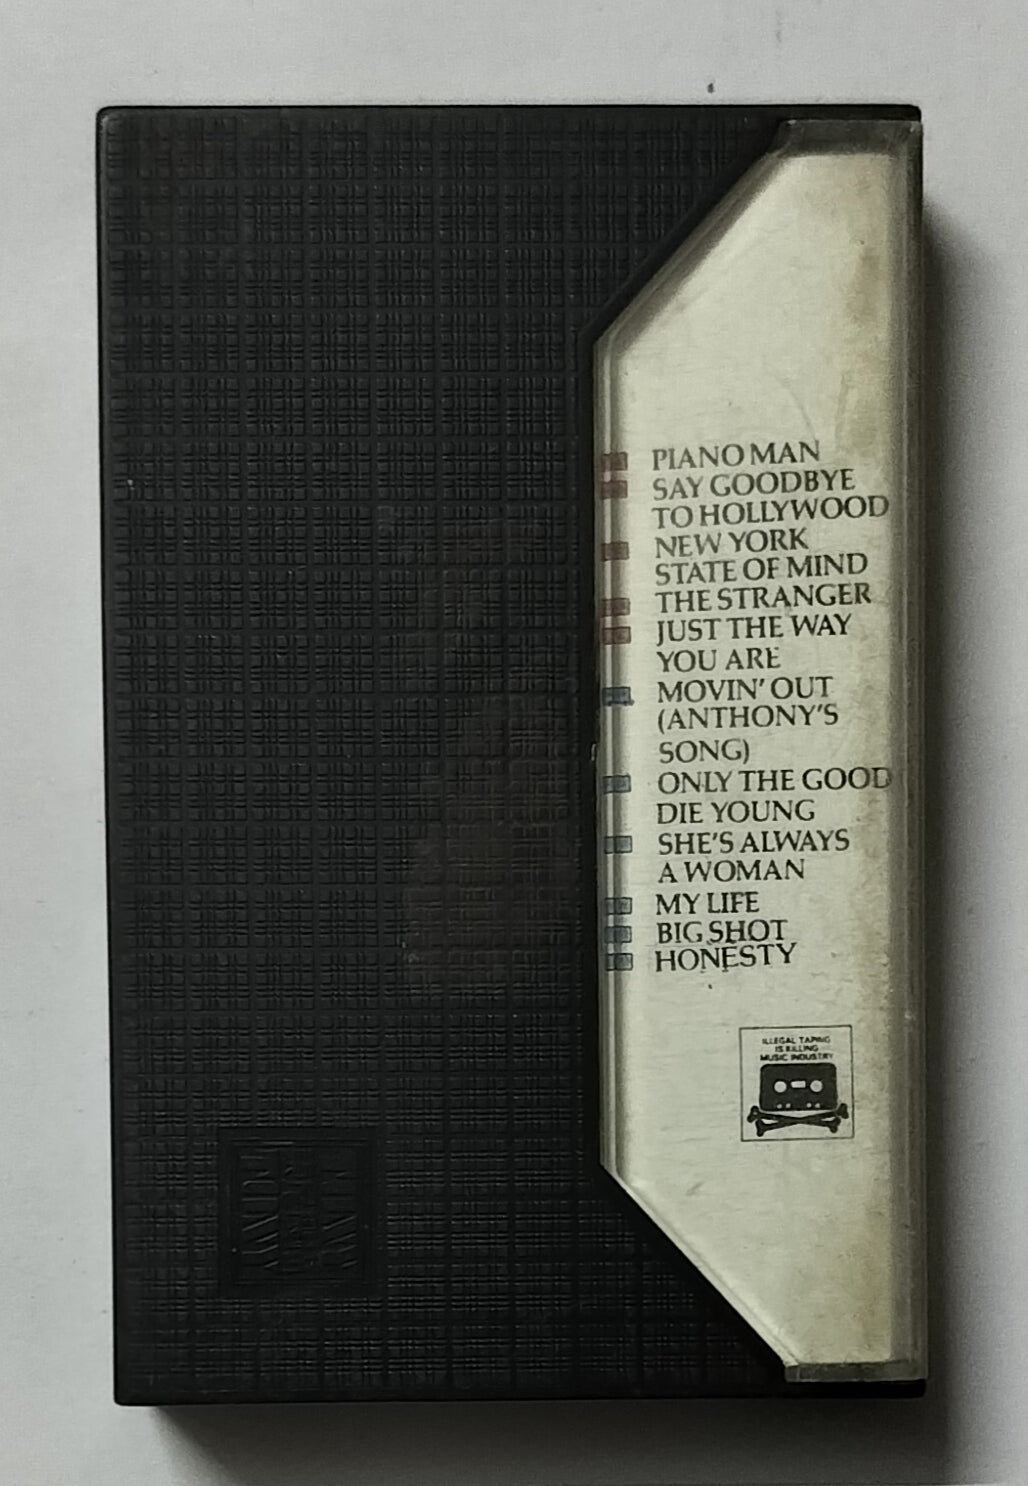 PIANO MAN
SAY GOODBYE
TO HOLLYWOOD
NEW YORK
STATE OF MIND
THE STRANGER
JUST THE WAY
YOU ARE
MOVIN' OUT
(ANTHONY'S
SONG)
ONLY THE GOOD
DIE YOUNG
SHE'S ALWAYS
A WOMAN
MY LIFE
BIG SHOT
HONESTY
ILLEGAL TAPING
IS KILLING
MUSIC INDUSTRY